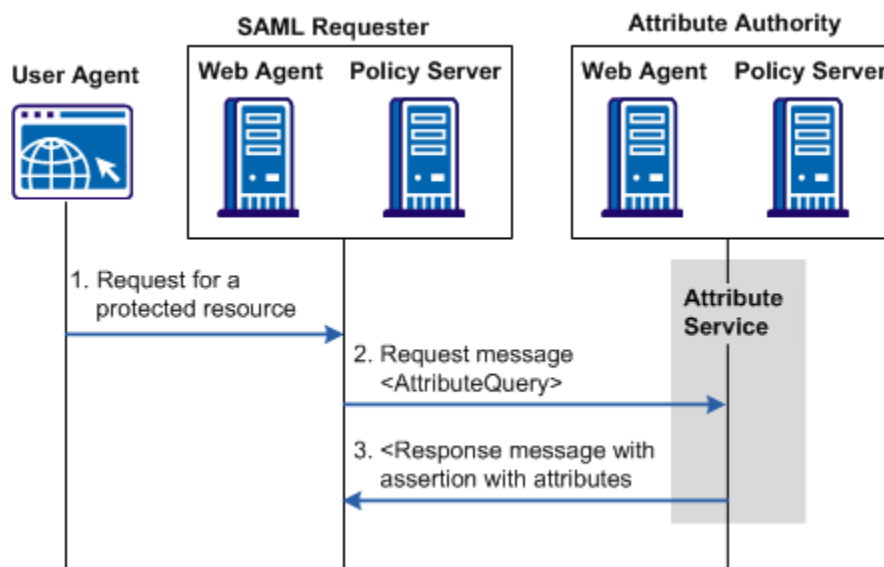 SAML Requester
Attribute Authority
User Agent
Web Agent
Policy Server
Web Agent
Policy Server
1. Request for a
protected resource
Attribute
Service
2. Request message
<AttributeQuery>
3. <Response message with
assertion with attributes